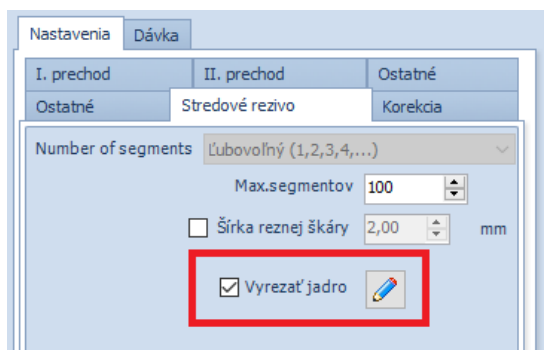 Nastavenia Dávka
I. prechod II. prechod Ostatné
Ostatné Stredové rezivo Korekcia
Number of segments Ľubovoľný (1,2,3,4,...)
Max.segmentov 100
Šírka reznej škáry 2,00 mm
Vyrezať jadro